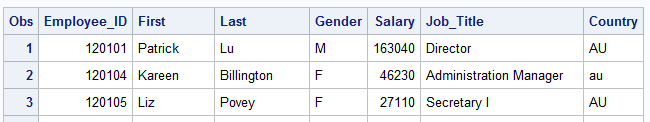 Obs Employee_ID First Last Gender Salary Job_Title Country
1 120101 Patrick Lu M 163040 Director AU
2 120104 Kareen Billington F 46230 Administration Manager au
3 120105 Liz Povey F 27110 Secretary I AU